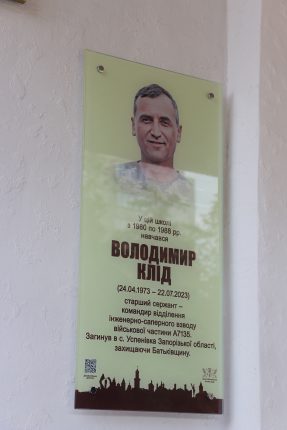 У цій школі
з 1980 по 1988 рр.
навчався
ВОЛОДИМИР
КЛІД
(24.04.1973 – 22.07.2023)
старший сержант –
командир відділення
інженерно-саперного взводу
військової частини А7135.
Загинув в с. Успенівка Запорізької області,
захищаючи Батьківщину.